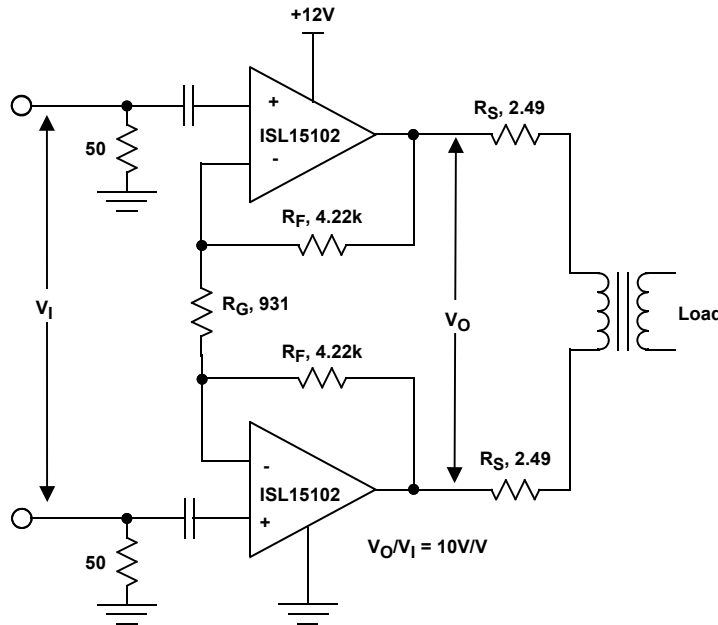 +12V
+
ISL15102
-
50
RS, 2.49
RF, 4.22k
VI
RG, 931
VO
Load
RF, 4.22k
-
ISL15102
+
RS, 2.49
50
VO/VI = 10V/V